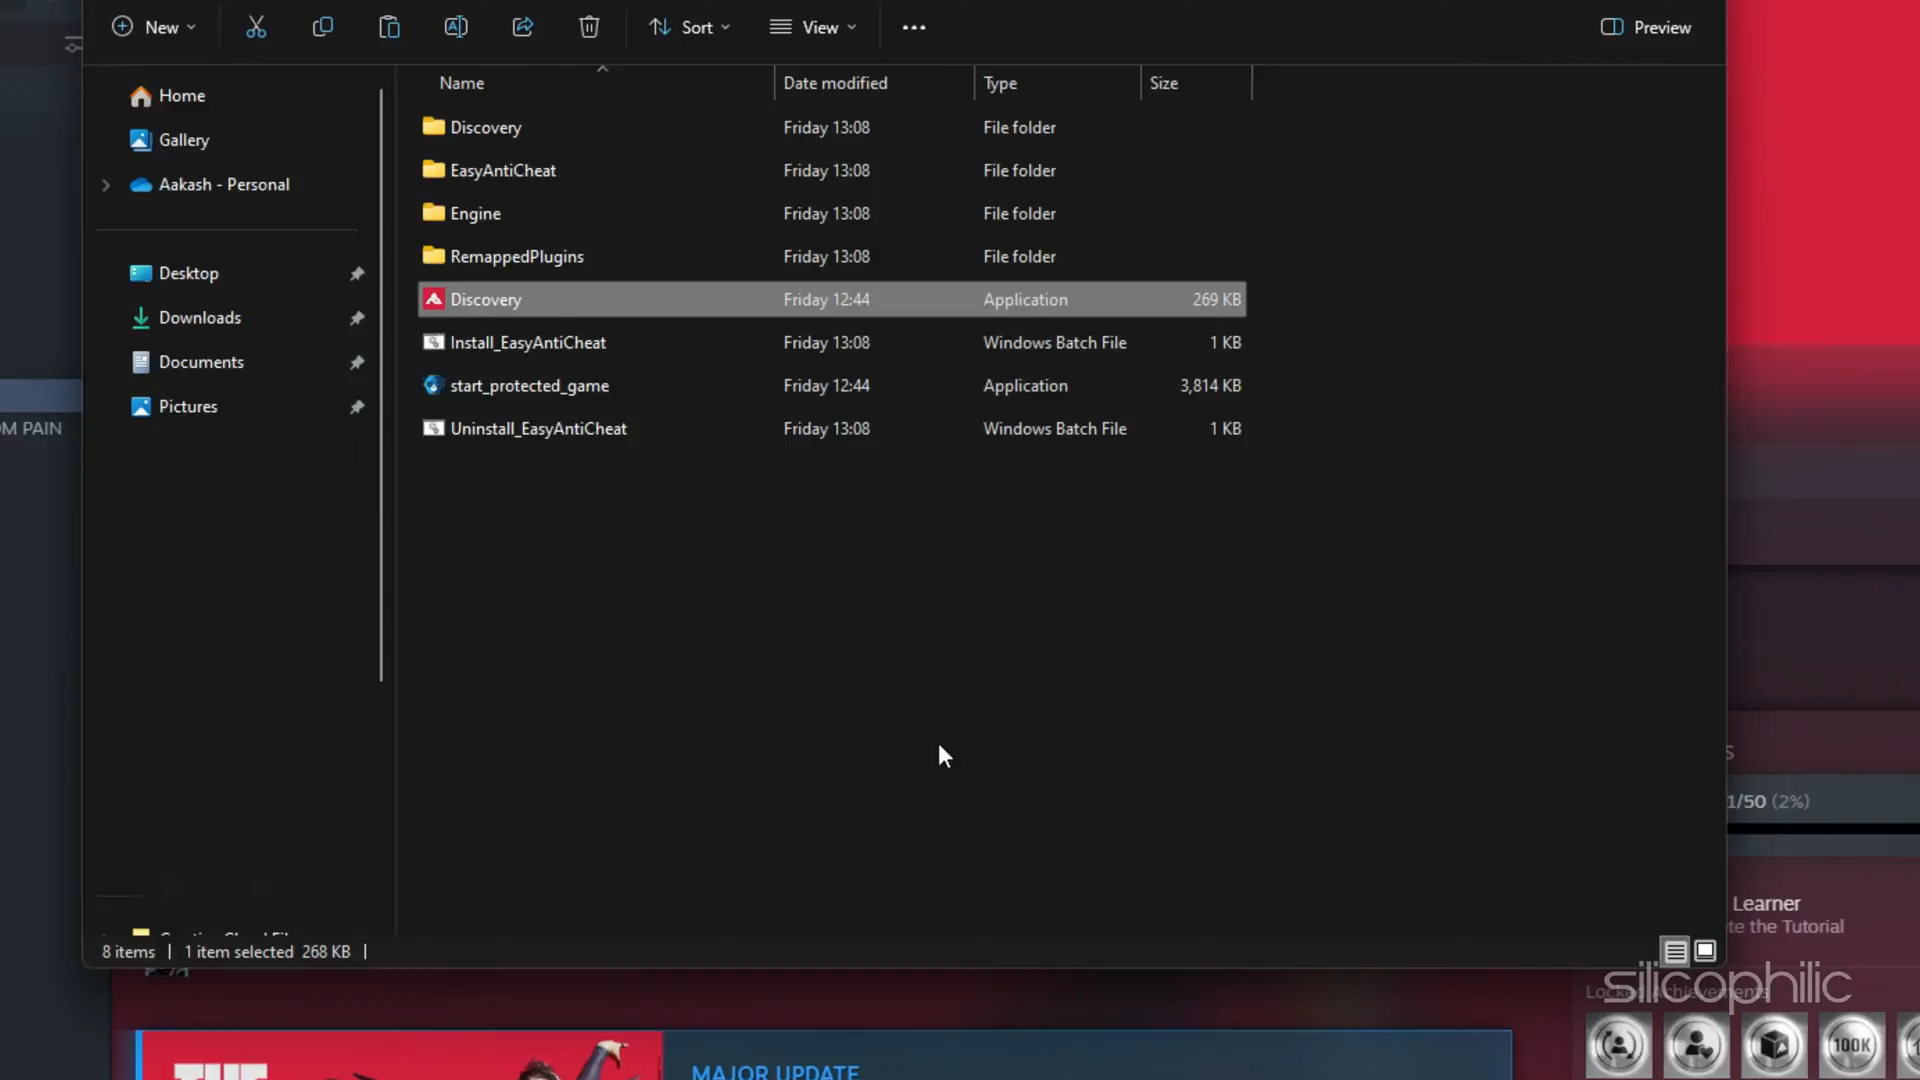 New
Sort
View
Preview
Home
Gallery
Aakash - Personal
Desktop
Downloads
Documents
Pictures
Name
Date modified
Type
Size
Discovery Friday 13:08 File folder
EasyAntiCheat Friday 13:08 File folder
Engine Friday 13:08 File folder
RemappedPlugins Friday 13:08 File folder
Discovery Friday 12:44 Application 269 KB
Install_EasyAntiCheat Friday 13:08 Windows Batch File 1 KB
start_protected_game Friday 12:44 Application 3,814 KB
Uninstall_EasyAntiCheat Friday 13:08 Windows Batch File 1 KB
OM PAIN
8 items 1 item selected 268 KB
S
1/50 (2%)
Learner
te the Tutorial
silicophilic
Locked Achievements
100K
THE
MAJOR UPDATE